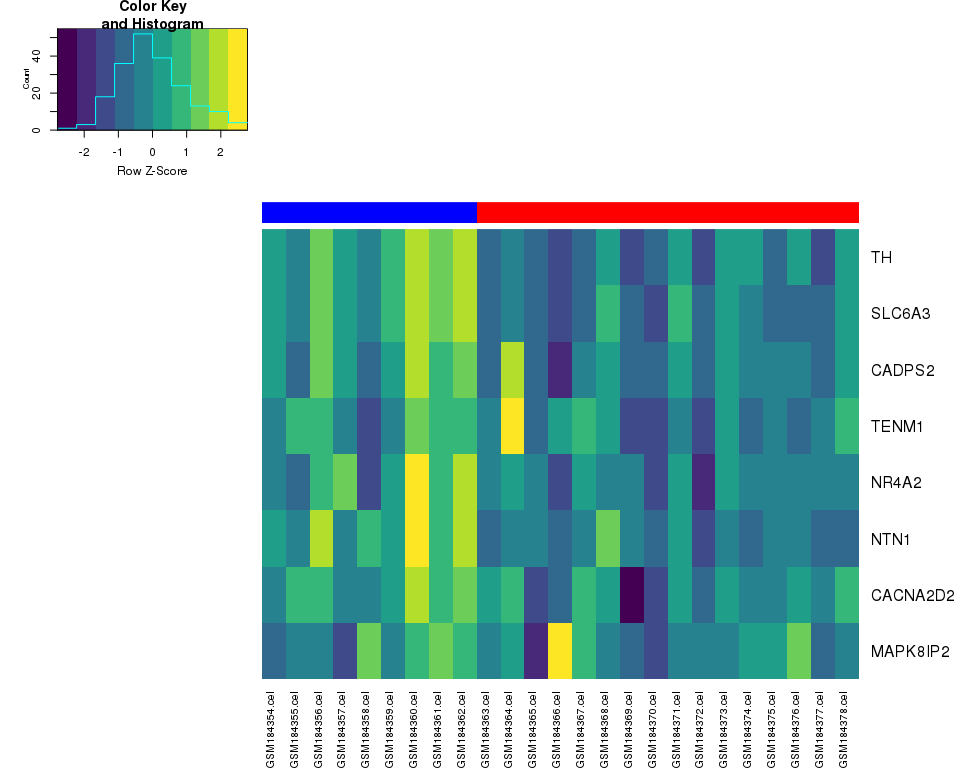 Color Key
and Histogram
Count
0 20 40
-2 -1 0 1 2
Row Z-Score
TH
SLC6A3
CADPS2
TENM1
NR4A2
NTN1
CACNA2D2
MAPK8IP2
GSM184354.cel
GSM184355.cel
GSM184356.cel
GSM184357.cel
GSM184358.cel
GSM184359.cel
GSM184360.cel
GSM184361.cel
GSM184362.cel
GSM184363.cel
GSM184364.cel
GSM184365.cel
GSM184366.cel
GSM184367.cel
GSM184368.cel
GSM184369.cel
GSM184370.cel
GSM184371.cel
GSM184372.cel
GSM184373.cel
GSM184374.cel
GSM184375.cel
GSM184376.cel
GSM184377.cel
GSM184378.cel